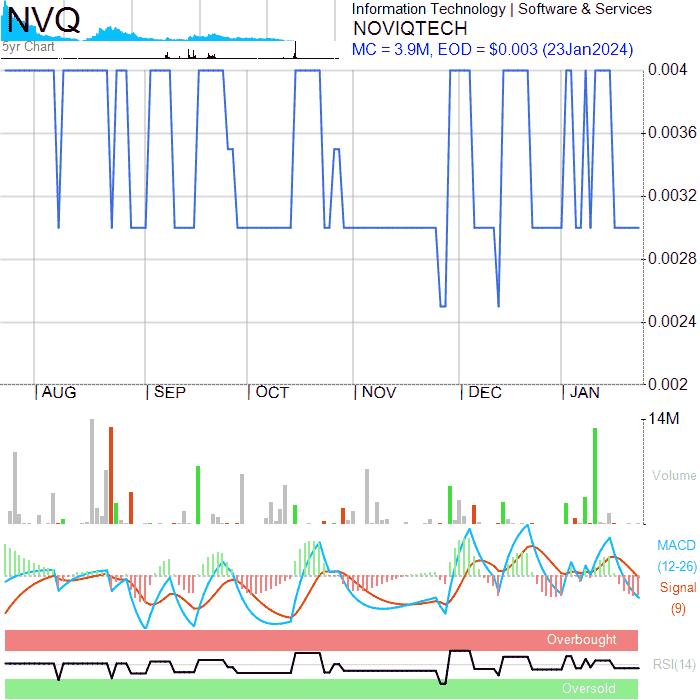 NVQ
Information Technology | Software & Services
NOVIQTECH
5yr Chart
MC = 3.9M, EOD = $0.003 (23Jan2024)
0.004
0.0036
0.0032
0.0028
0.0024
0.002
AUG SEP OCT NOV DEC JAN
14M
Volume
MACD
(12-26)
Signal
(9)
Overbought
RSI(14)
Oversold